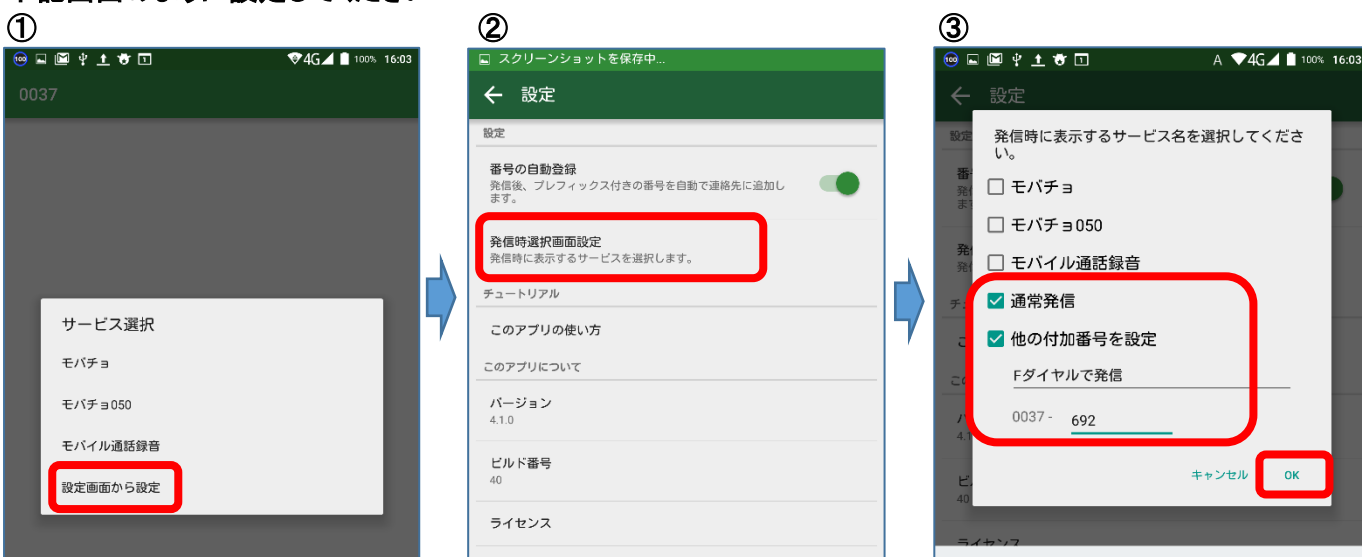 ①
100% 16:03
4G
0037
サービス選択
モバチョ
モバチョ050
モバイル通話録音
設定画面から設定
②
スクリーンショットを保存中...
設定
設定
番号の自動登録
発信後、プレフィックス付きの番号を自動で連絡先に追加し
ます。
発信時選択画面設定
発信時に表示するサービスを選択します。
チュートリアル
このアプリの使い方
このアプリについて
バージョン
4.1.0
ビルド番号
40
ライセンス
③
A 4G 100% 16:03
設定
発信時に表示するサービス名を選択してくださ
い。
モバチョ
モバチョ050
モバイル通話録音
通常発信
他の付加番号を設定
Fダイヤルで発信
0037 - 692
キャンセル OK
40
ライセンス